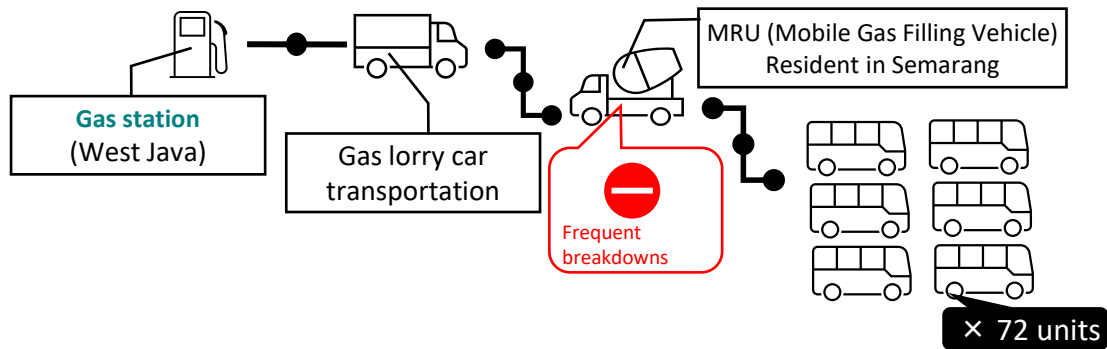 Gas station
(West Java)
Gas lorry car
transportation
MRU (Mobile Gas Filling Vehicle)
Resident in Semarang
Frequent
breakdowns
× 72 units